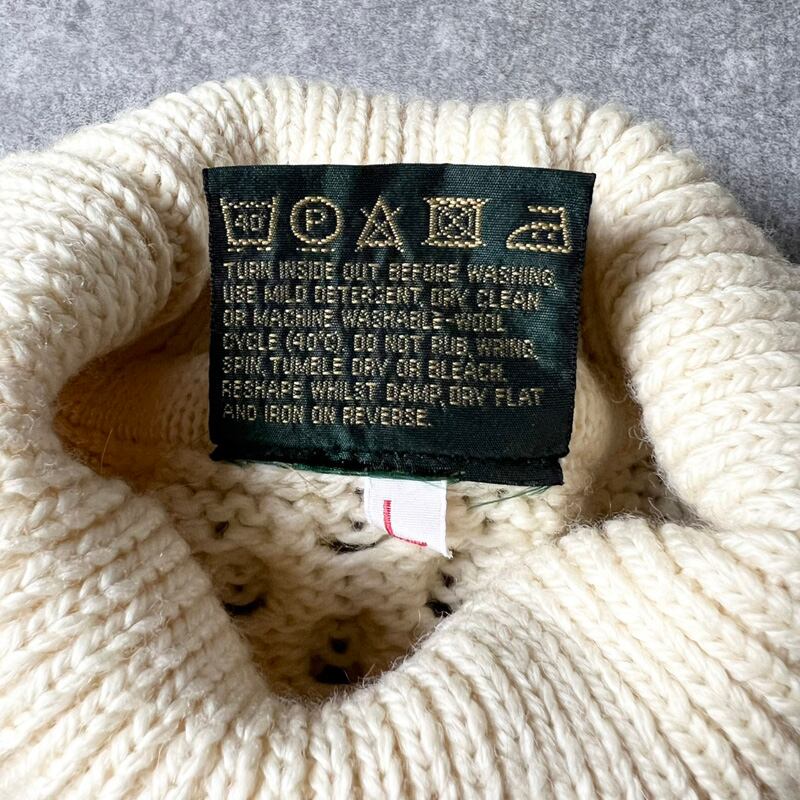 40 P
TURN INSIDE OUT BEFORE WASHING,
USE MILD DETERGENT, DRY CLEAN
OR MACHINE WASHABLE-WOOL
CYCLE (40°C). DO NOT RUB, WRING,
SPIN, TUMBLE DRY OR BLEACH.
RESHAPE WHILST DAMP, DRY FLAT
AND IRON ON REVERSE.
L